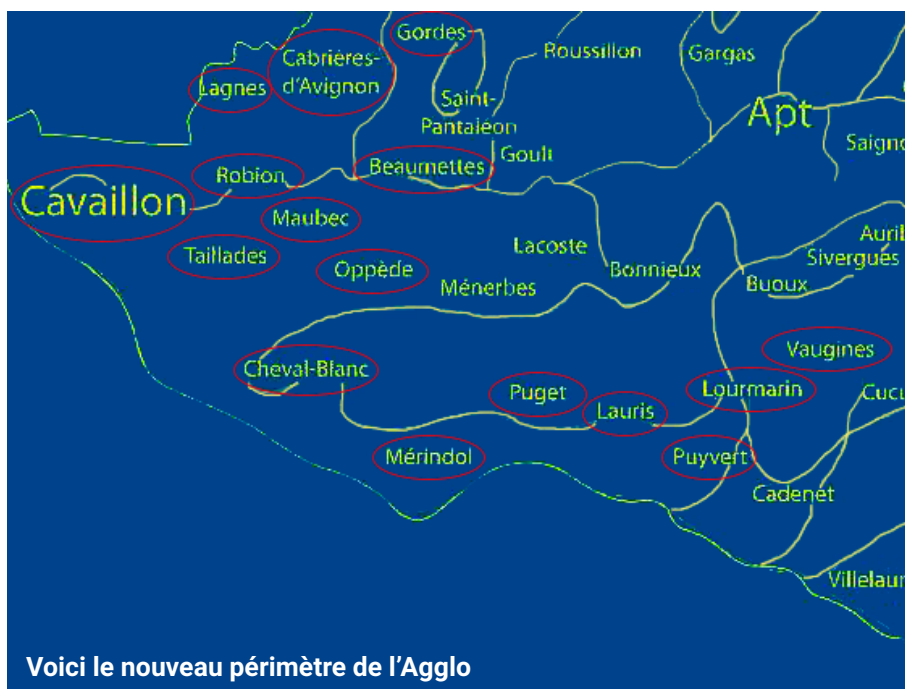 Gordes
Roussillon
Gargas
Cabrières-
d'Avignon
Lagnes
Saint-
Pantaléon
Apt
Goult
Beaumettes
Robion
Cavaillon
Maubec
Taillades
Oppède
Lacoste
Ménerbes
Bonnieux
Buoux
Sivergues
Vaugines
Cheval-Blanc
Puget
Lauris
Lourmarin
Mérindol
Puyvert
Cadenet
Voici le nouveau périmètre de l'Agglo